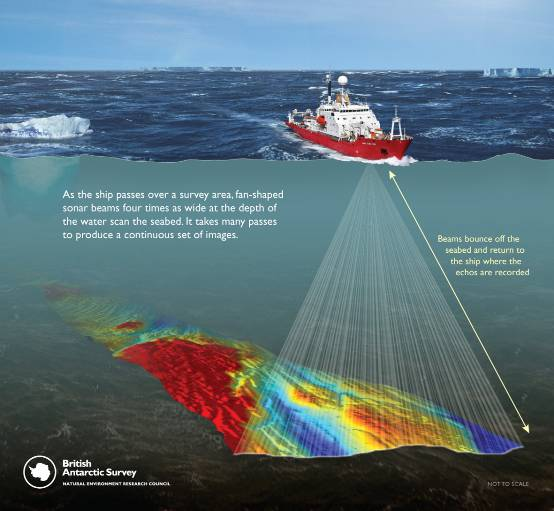 As the ship passes over a survey area, fan-shaped
sonar beams four times as wide at the depth of
the water scan the seabed. It takes many passes
to produce a continuous set of images.
Beams bounce off the
seabed and return to
the ship where the
echos are recorded
British
Antarctic Survey
NATURAL ENVIRONMENT RESEARCH COUNCIL
NOT TO SCALE